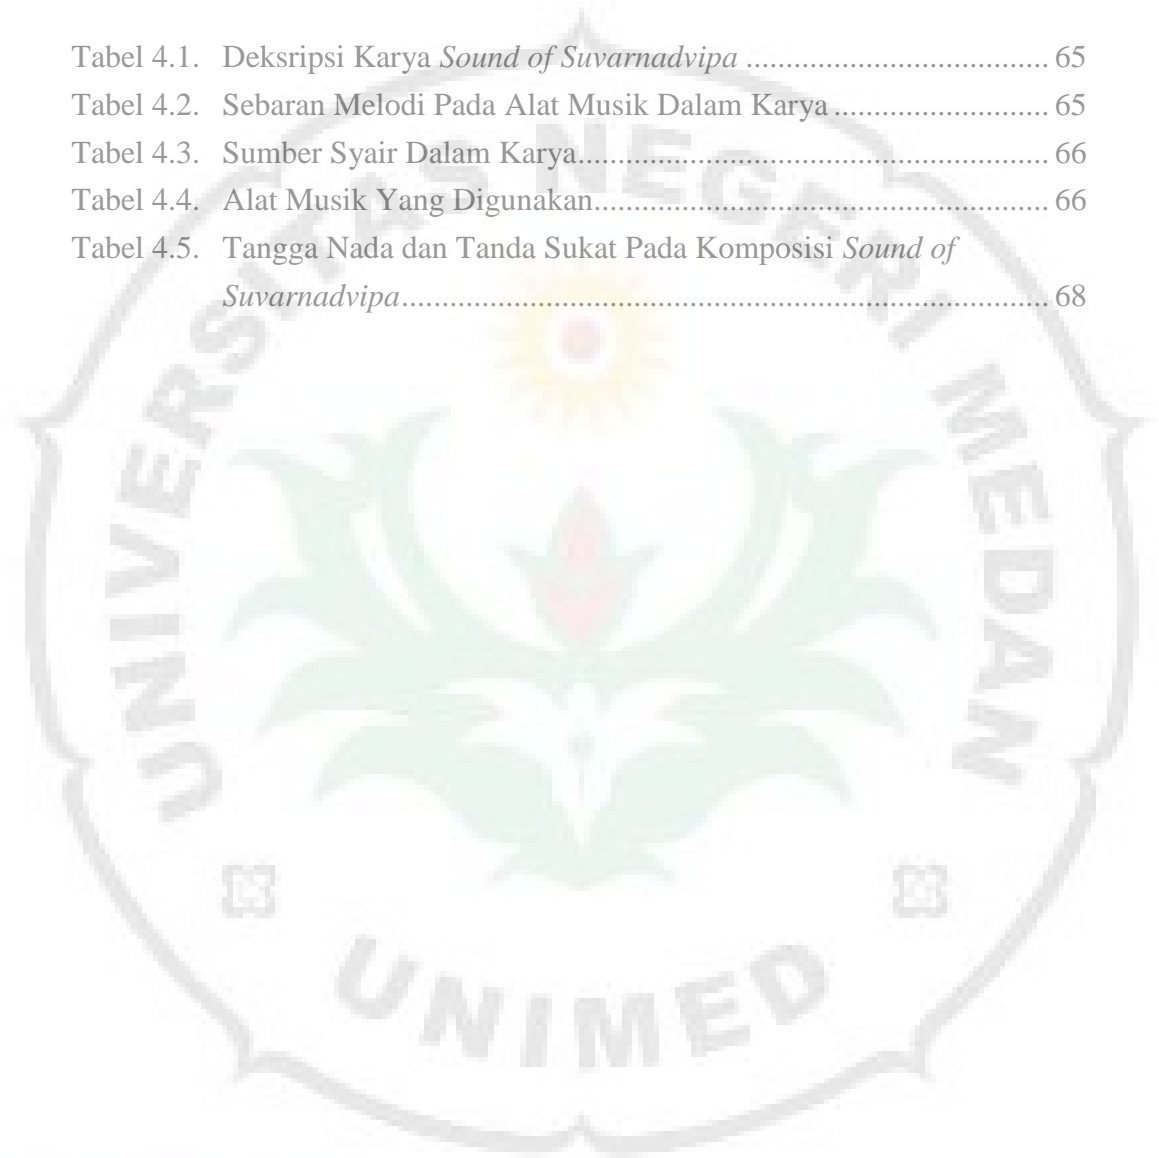 Tabel 4.1. Deksripsi Karya Sound of Suvarnadvipa ...................................... 65
Tabel 4.2. Sebaran Melodi Pada Alat Musik Dalam Karya ........................... 65
Tabel 4.3. Sumber Syair Dalam Karya........................................................... 66
Tabel 4.4. Alat Musik Yang Digunakan......................................................... 66
Tabel 4.5. Tangga Nada dan Tanda Sukat Pada Komposisi Sound of
Suvarnadvipa................................................................................. 68
UNIVERSITAS NEGERI MEDAN
UNIMED